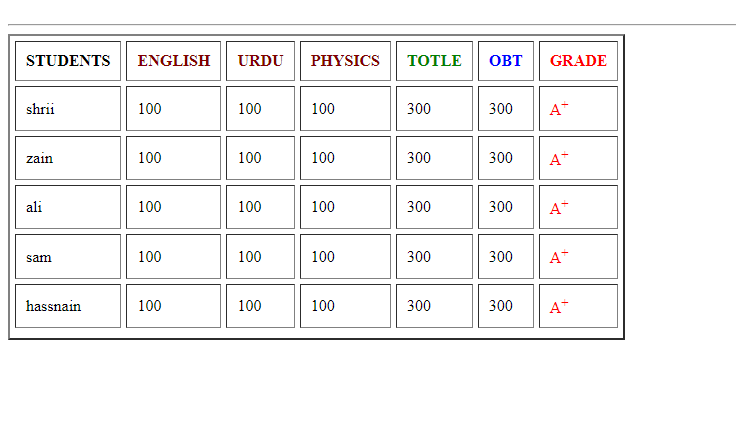 STUDENTS ENGLISH URDU PHYSICS TOTLE OBT GRADE
shrii 100 100 100 300 300 A+
zain 100 100 100 300 300 A+
ali 100 100 100 300 300 A+
sam 100 100 100 300 300 A+
hassnain 100 100 100 300 300 A+